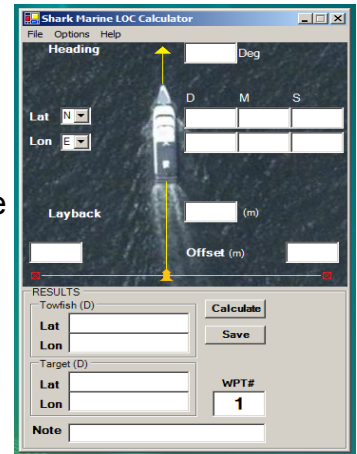 Shark Marine LOC Calculator
File Options Help
Heading Deg
D M S
Lat N
Lon E
e
Layback (m)
Offset (m)
RESULTS
Towfish (D)
Calculate
Lat
Save
Lon
Target (D)
Lat WPT#
Lon 1
Note